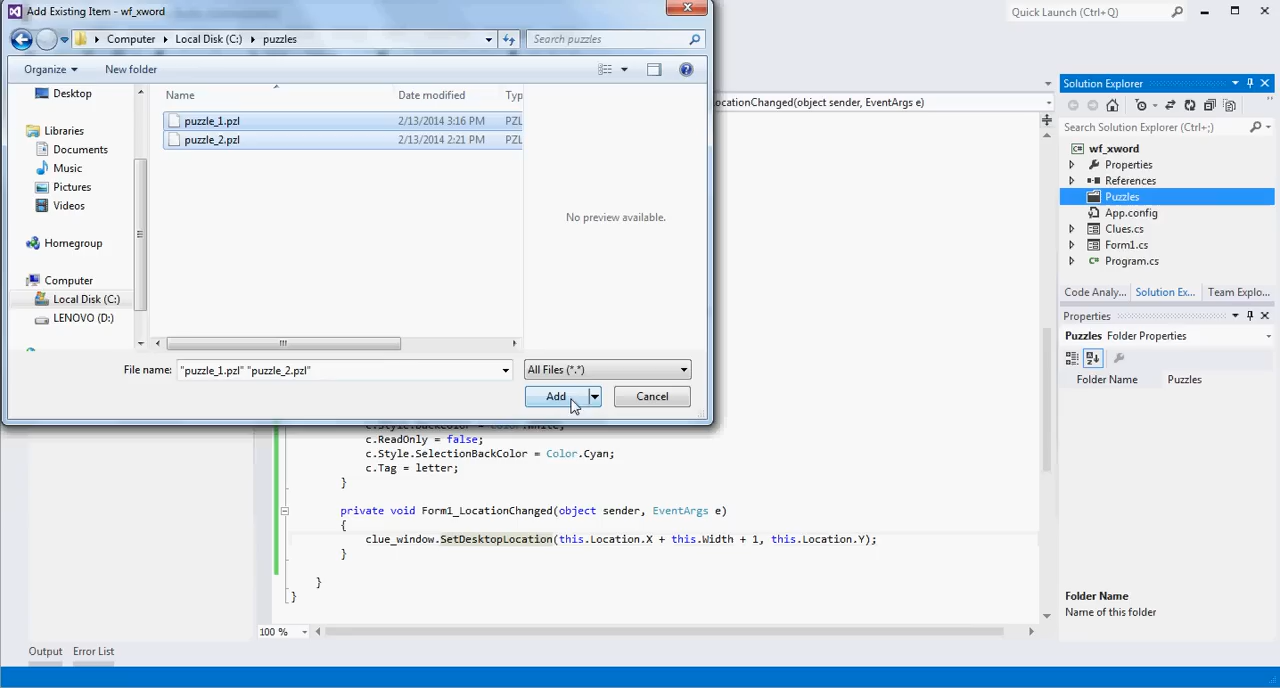 Add Existing Item - wf_xword
Quick Launch (Ctrl+Q)
Computer
Local Disk (C:)
puzzles
Search puzzles
Organize
New folder
Desktop
Libraries
Documents
Music
Pictures
Videos
Homegroup
Computer
Local Disk (C:)
LENOVO (D:)
Name
Date modified
Typ
puzzle_1.pzl
2/13/2014 3:16 PM
PZL
puzzle_2.pzl
2/13/2014 2:21 PM
PZL
No preview available.
File name:
"puzzle_1.pzl" "puzzle_2.pzl"
All Files (*.*)
Add
Cancel
ocationChanged(object sender, EventArgs e)
c.Style.BackColor = Color.White;
c.ReadOnly = false;
c.Style.SelectionBackColor = Color.Cyan;
c.Tag = letter;
}
private void Form1_LocationChanged(object sender, EventArgs e)
{
clue_window.SetDesktopLocation(this.Location.X + this.Width + 1, this.Location.Y);
}
}
}
100 %
Output
Error List
Solution Explorer
Search Solution Explorer (Ctrl+;)
wf_xword
Properties
References
Puzzles
App.config
Clues.cs
Form1.cs
Program.cs
Code Analy...
Solution Ex...
Team Explo...
Properties
Puzzles Folder Properties
Folder Name
Puzzles
Folder Name
Name of this folder